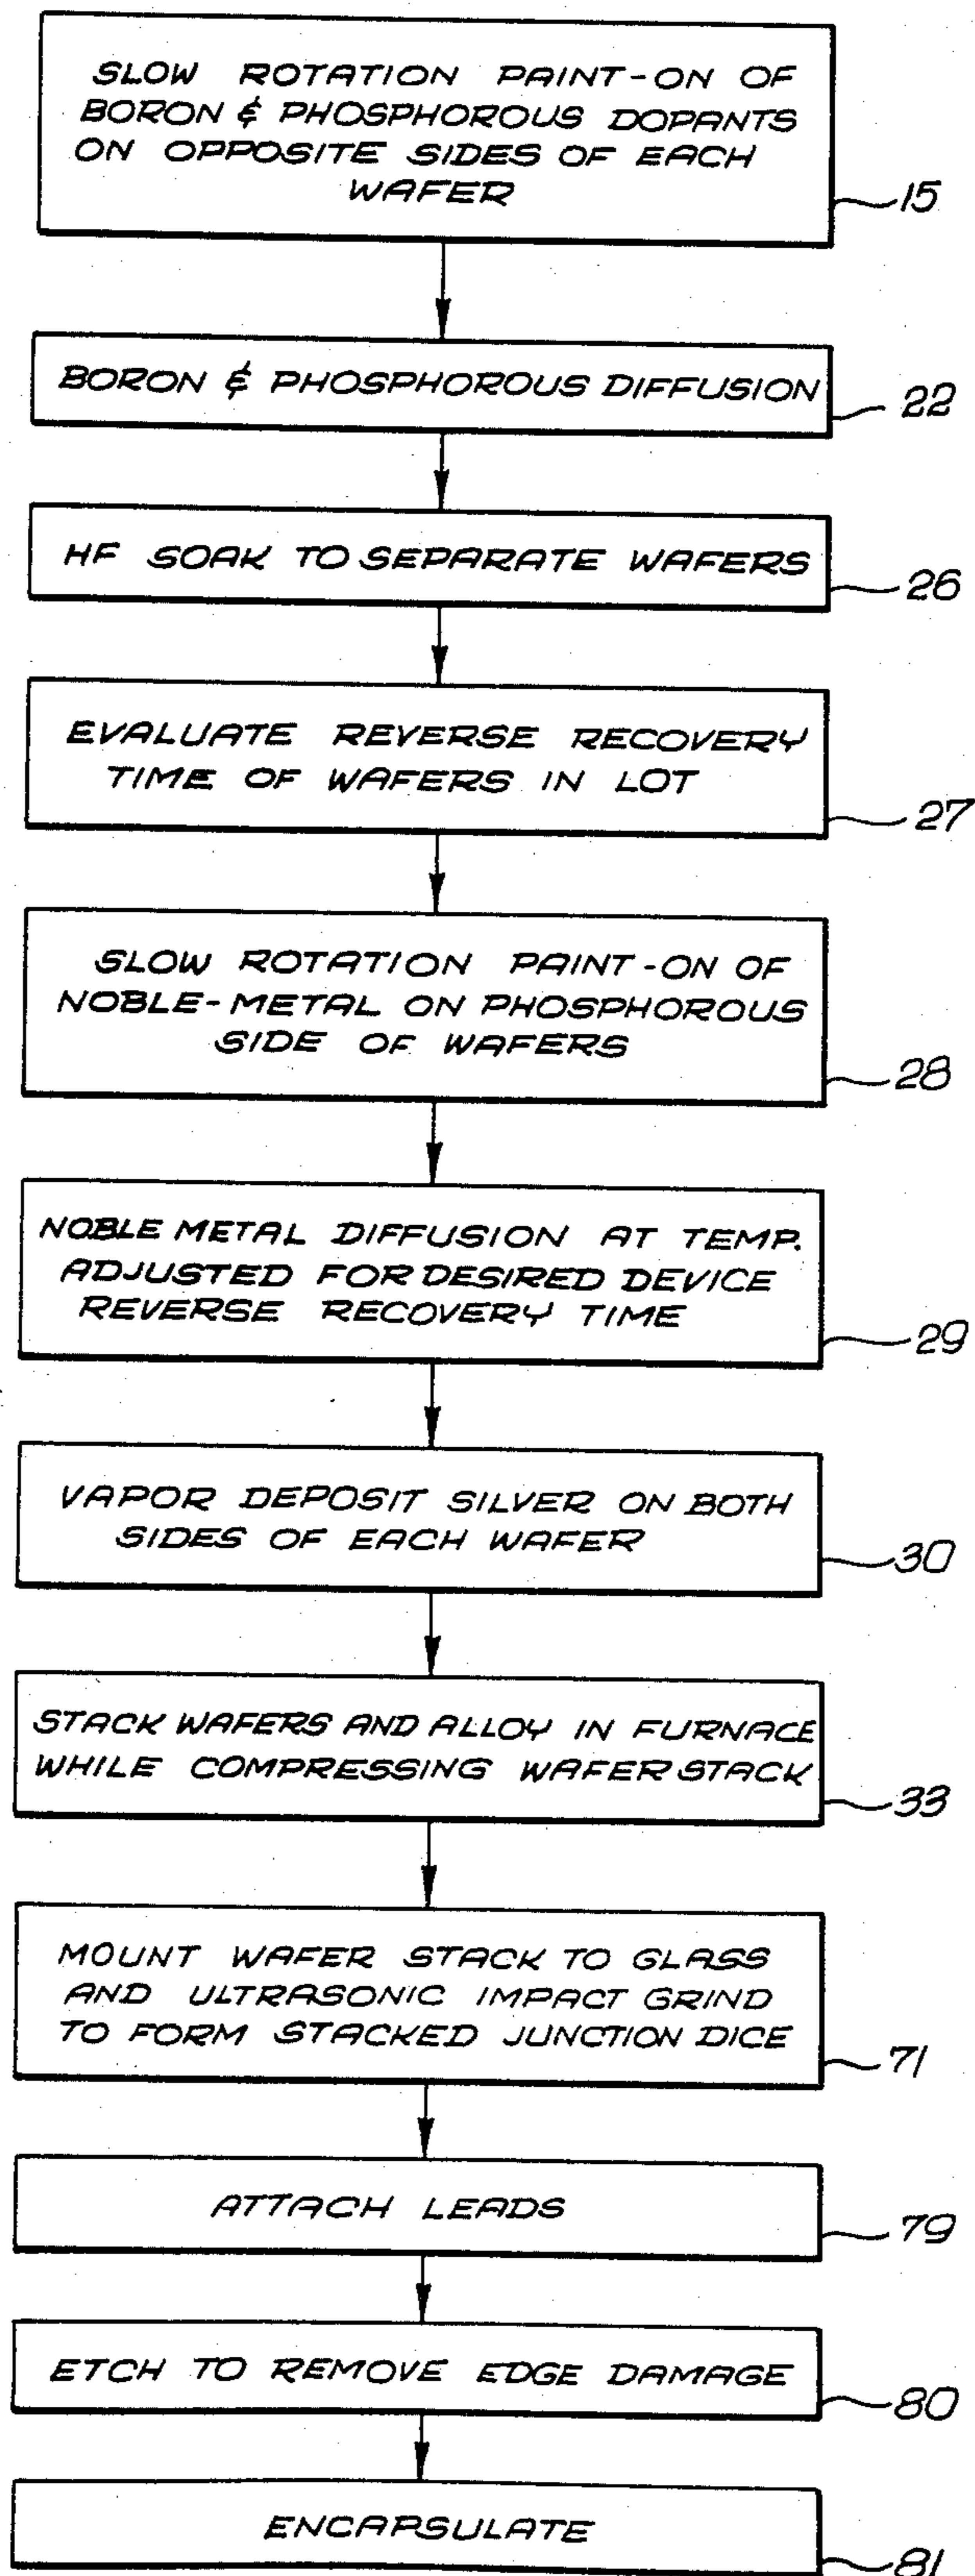 SLOW ROTATION PAINT-ON OF
BORON & PHOSPHOROUS DOPANTS
ON OPPOSITE SIDES OF EACH
WAFER
15
BORON & PHOSPHOROUS DIFFUSION
22
HF SOAK TO SEPARATE WAFERS
26
EVALUATE REVERSE RECOVERY
TIME OF WAFERS IN LOT
27
SLOW ROTATION PAINT-ON OF
NOBLE-METAL ON PHOSPHOROUS
SIDE OF WAFERS
28
NOBLE METAL DIFFUSION AT TEMP.
ADJUSTED FOR DESIRED DEVICE
REVERSE RECOVERY TIME
29
VAPOR DEPOSIT SILVER ON BOTH
SIDES OF EACH WAFER
30
STACK WAFERS AND ALLOY IN FURNACE
WHILE COMPRESSING WAFER STACK
33
MOUNT WAFER STACK TO GLASS
AND ULTRASONIC IMPACT GRIND
TO FORM STACKED JUNCTION DICE
71
ATTACH LEADS
79
ETCH TO REMOVE EDGE DAMAGE
80
ENCAPSULATE
81